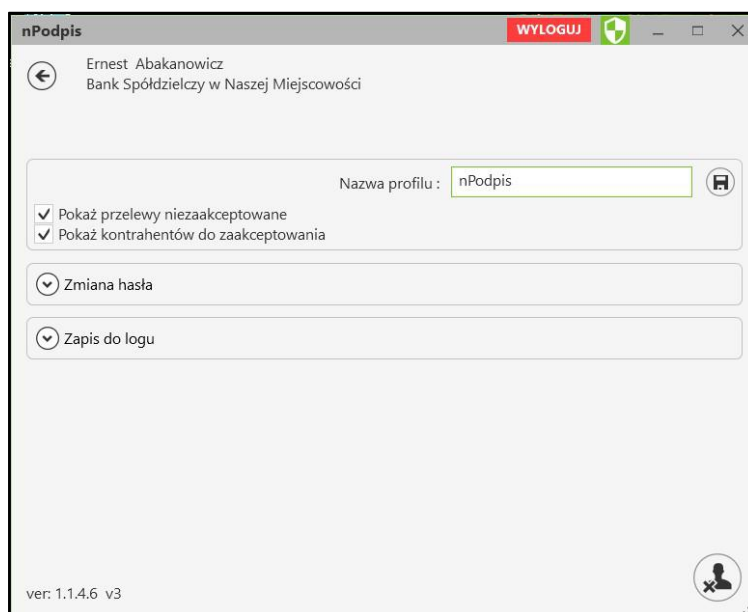 nPodpis WYLOGUJ
Ernest Abakanowicz
Bank Spółdzielczy w Naszej Miejscowości
Nazwa profilu : nPodpis
Pokaż przelewy niezaakceptowane
Pokaż kontrahentów do zaakceptowania
Zmiana hasła
Zapis do logu
ver: 1.1.4.6 v3